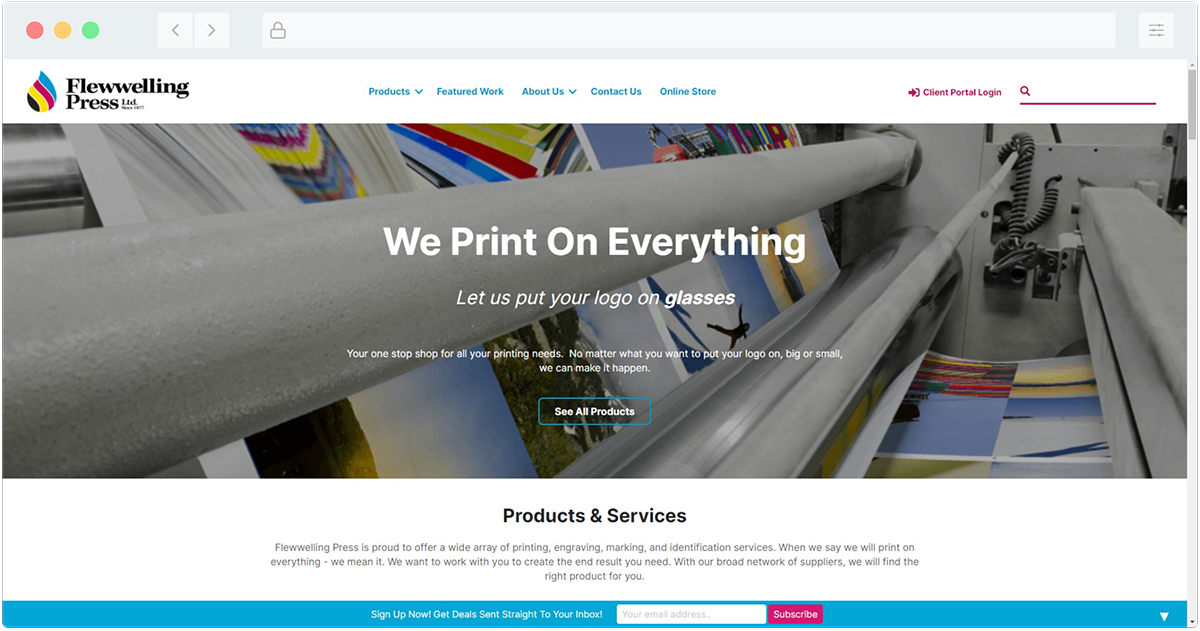 Flewwelling
Press Ltd.
Since 1877
Products
Featured Work
About Us
Contact Us
Online Store
Client Portal Login
We Print On Everything
Let us put your logo on glasses
Your one stop shop for all your printing needs.  No matter what you want to put your logo on, big or small,
we can make it happen.
See All Products
Products & Services
Flewwelling Press is proud to offer a wide array of printing, engraving, marking, and identification services. When we say we will print on
everything - we mean it. We want to work with you to create the end result you need. With our broad network of suppliers, we will find the
right product for you.
Sign Up Now! Get Deals Sent Straight To Your Inbox!
Your email address..
Subscribe